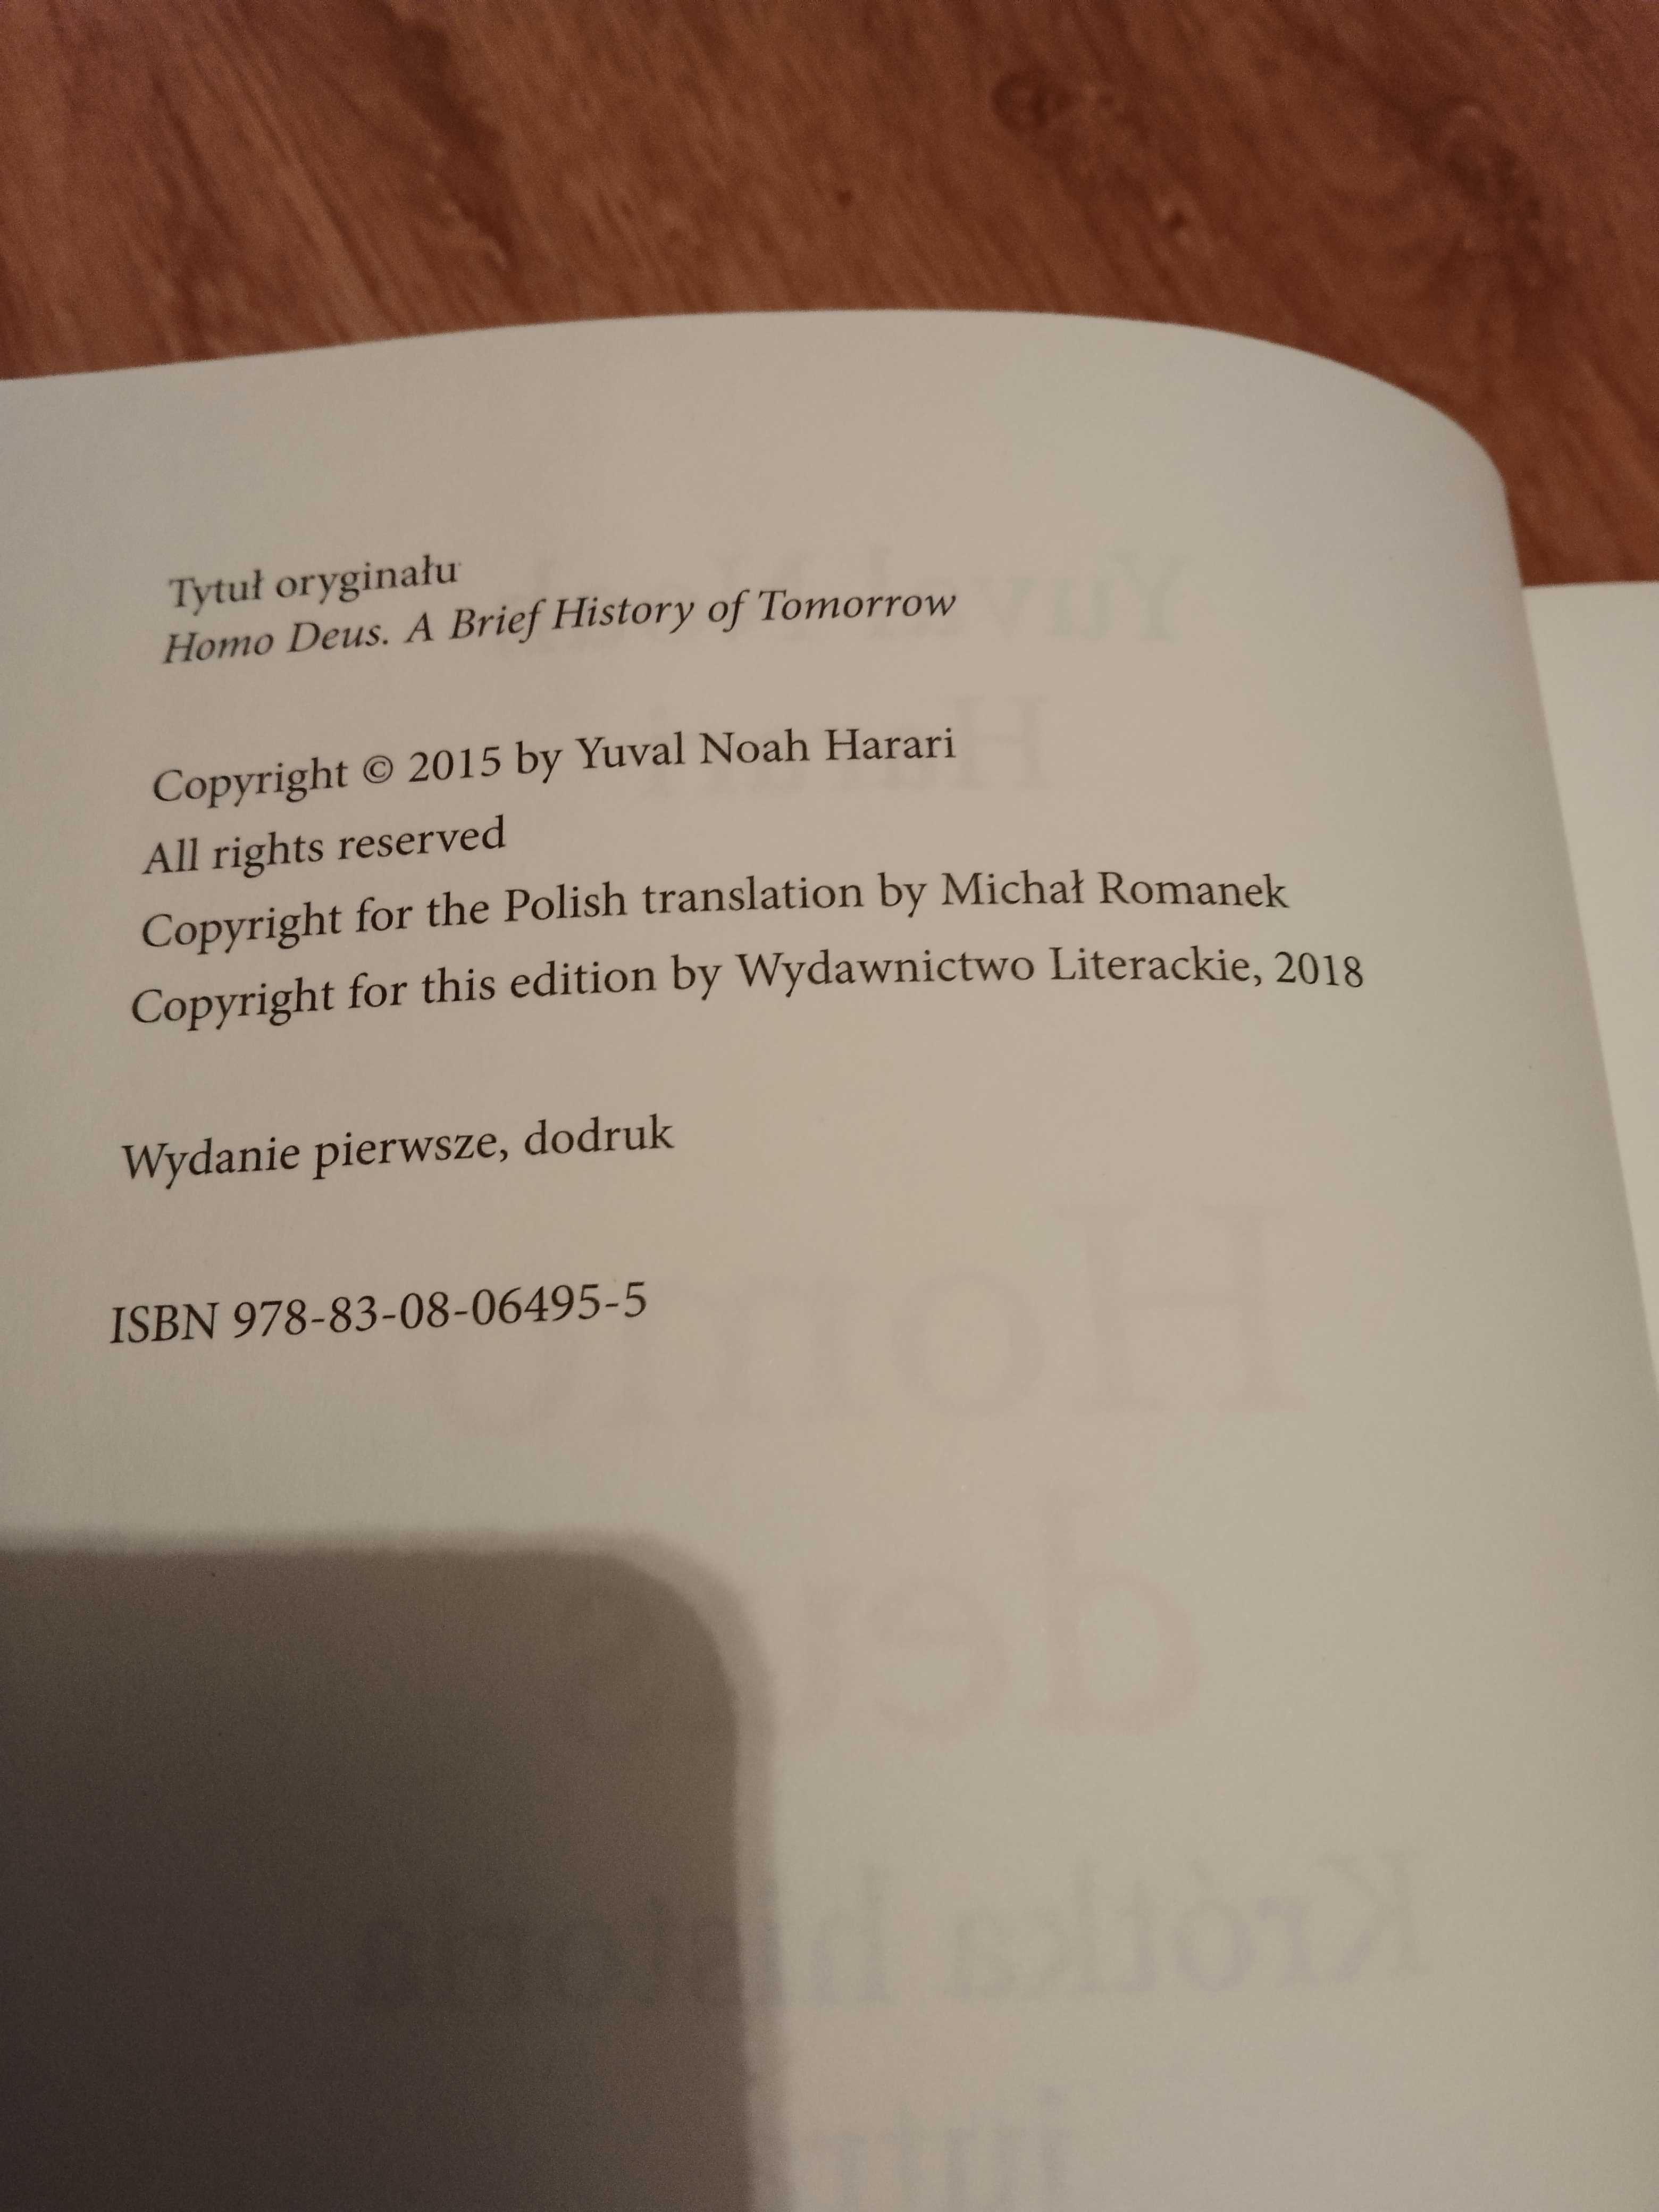 Tytuł oryginału
Homo Deus. A Brief History of Tomorrow
Copyright © 2015 by Yuval Noah Harari
All rights reserved
Copyright for the Polish translation by Michał Romanek
Copyright for this edition by Wydawnictwo Literackie, 2018
Wydanie pierwsze, dodruk
ISBN 978-83-08-06495-5